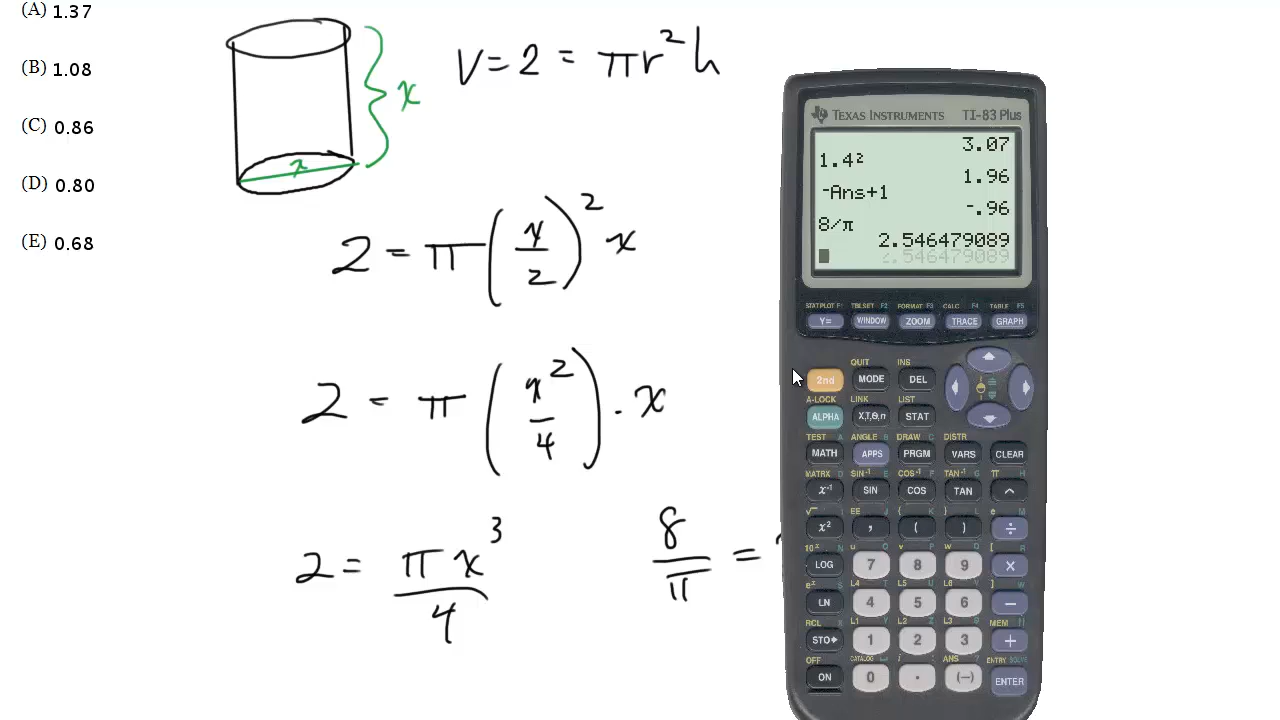 (A) 1.37
(B) 1.08
(C) 0.86
(D) 0.80
(E) 0.68
x
x
V = 2 = πr²h
2 = π(x/2)² x
2 = π(x²/4) · x
2 = πx³/4
8/π =
TEXAS INSTRUMENTS TI-83 Plus
3.07
1.4²
1.96
-Ans+1
-.96
8/π
2.546479089
2.546479089
STAT PLOT F1 TBLSET F2 FORMAT F3 CALC F4 TABLE F5
Y= WINDOW ZOOM TRACE GRAPH
QUIT INS
2nd MODE DEL
A-LOCK LINK LIST
ALPHA X,T,Θ,n STAT
TEST A ANGLE B DRAW C DISTR
MATH APPS PRGM VARS CLEAR
MATRX D SIN⁻¹ E COS⁻¹ F TAN⁻¹ G π H
x⁻¹ SIN COS TAN ^
√ I EE J { K } L e M
x² , ( ) ÷
10ˣ N u O v P w Q [ R
LOG 7 8 9 ×
eˣ S L4 T L5 U L6 V ] W
LN 4 5 6 −
RCL X L1 Y L2 Z L3 θ MEM "
STO▸ 1 2 3 +
OFF CATALOG i : ANS ? ENTRY SOLVE
ON 0 . (−) ENTER